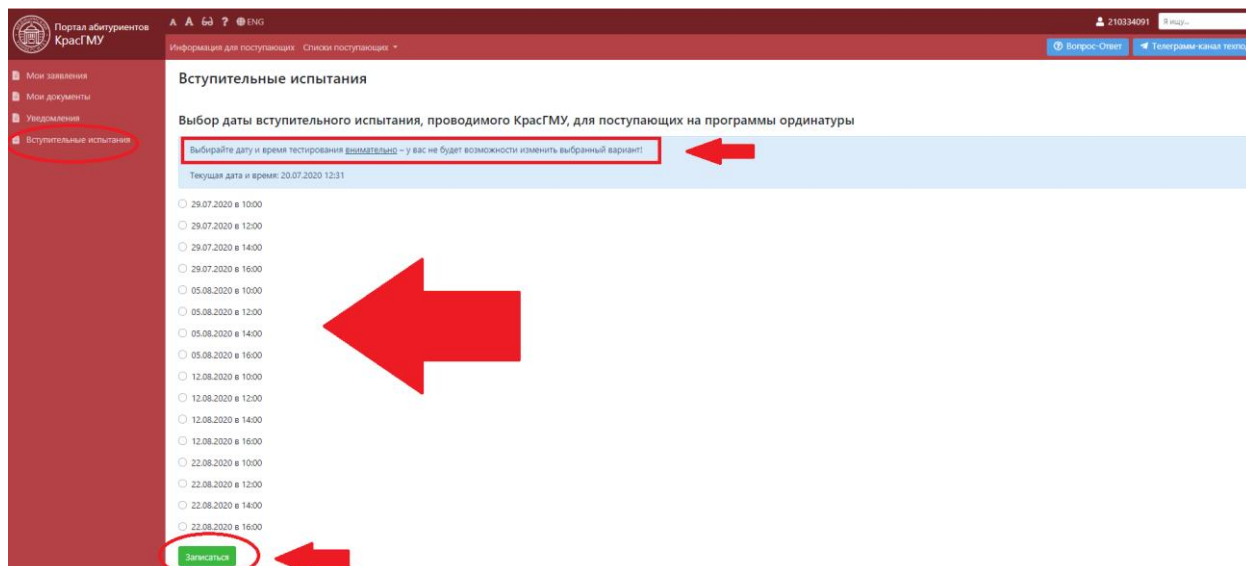 Портал абитуриентов
КрасГМУ
A A ? ENG
210334091
Я ищу...
Информация для поступающих Списки поступающих
Вопрос-Ответ
Телеграмм-канал
Мои заявления
Мои документы
Уведомления
Вступительные испытания
Вступительные испытания
Выбор даты вступительного испытания, проводимого КрасГМУ, для поступающих на программы ординатуры
Выбирайте дату и время тестирования внимательно – у вас не будет возможности изменить выбранный вариант!
Текущая дата и время: 20.07.2020 12:31
29.07.2020 в 10:00
29.07.2020 в 12:00
29.07.2020 в 14:00
29.07.2020 в 16:00
05.08.2020 в 10:00
05.08.2020 в 12:00
05.08.2020 в 14:00
05.08.2020 в 16:00
12.08.2020 в 10:00
12.08.2020 в 12:00
12.08.2020 в 14:00
12.08.2020 в 16:00
22.08.2020 в 10:00
22.08.2020 в 12:00
22.08.2020 в 14:00
22.08.2020 в 16:00
Записаться